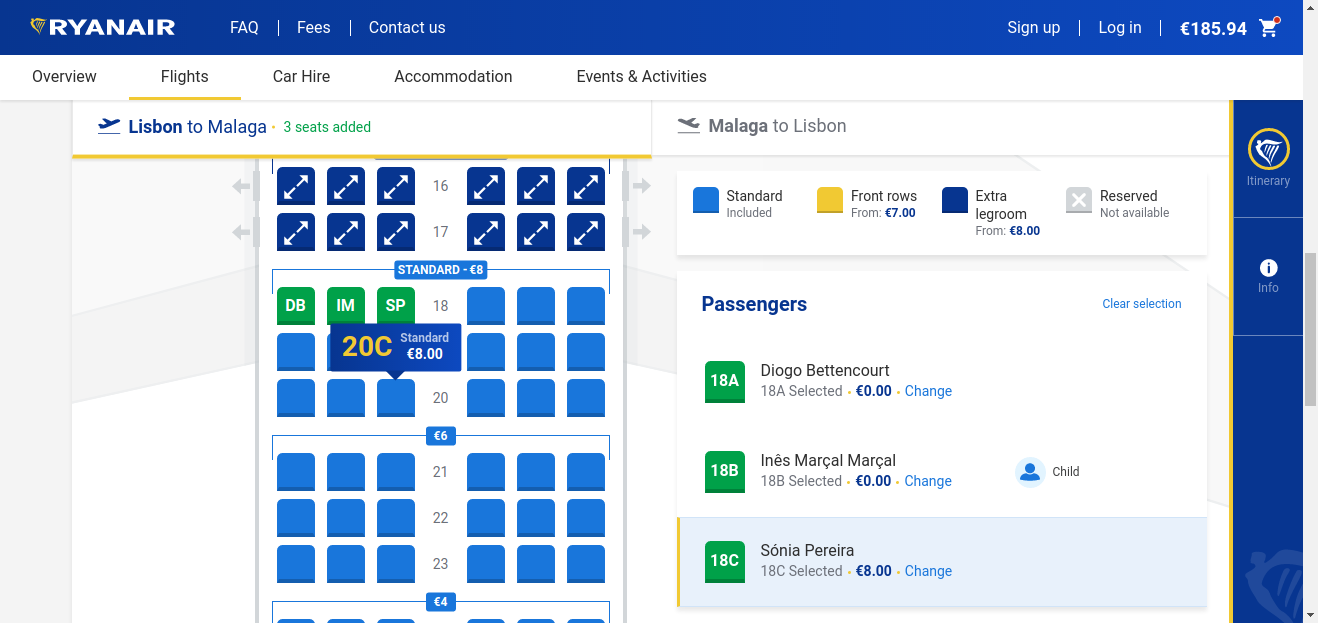 RYANAIR
FAQ
Fees
Contact us
Sign up
Log in
€185.94
Overview
Flights
Car Hire
Accommodation
Events & Activities
Lisbon to Malaga · 3 seats added
Malaga to Lisbon
16
17
STANDARD - €8
DB IM SP 18
20C Standard €8.00
20
€6
21
22
23
€4
Standard
Included
Front rows
From: €7.00
Extra legroom
From: €8.00
Reserved
Not available
Passengers
Clear selection
18A
Diogo Bettencourt
18A Selected · €0.00 · Change
18B
Inês Marçal Marçal
18B Selected · €0.00 · Change
Child
18C
Sónia Pereira
18C Selected · €8.00 · Change
Itinerary
Info